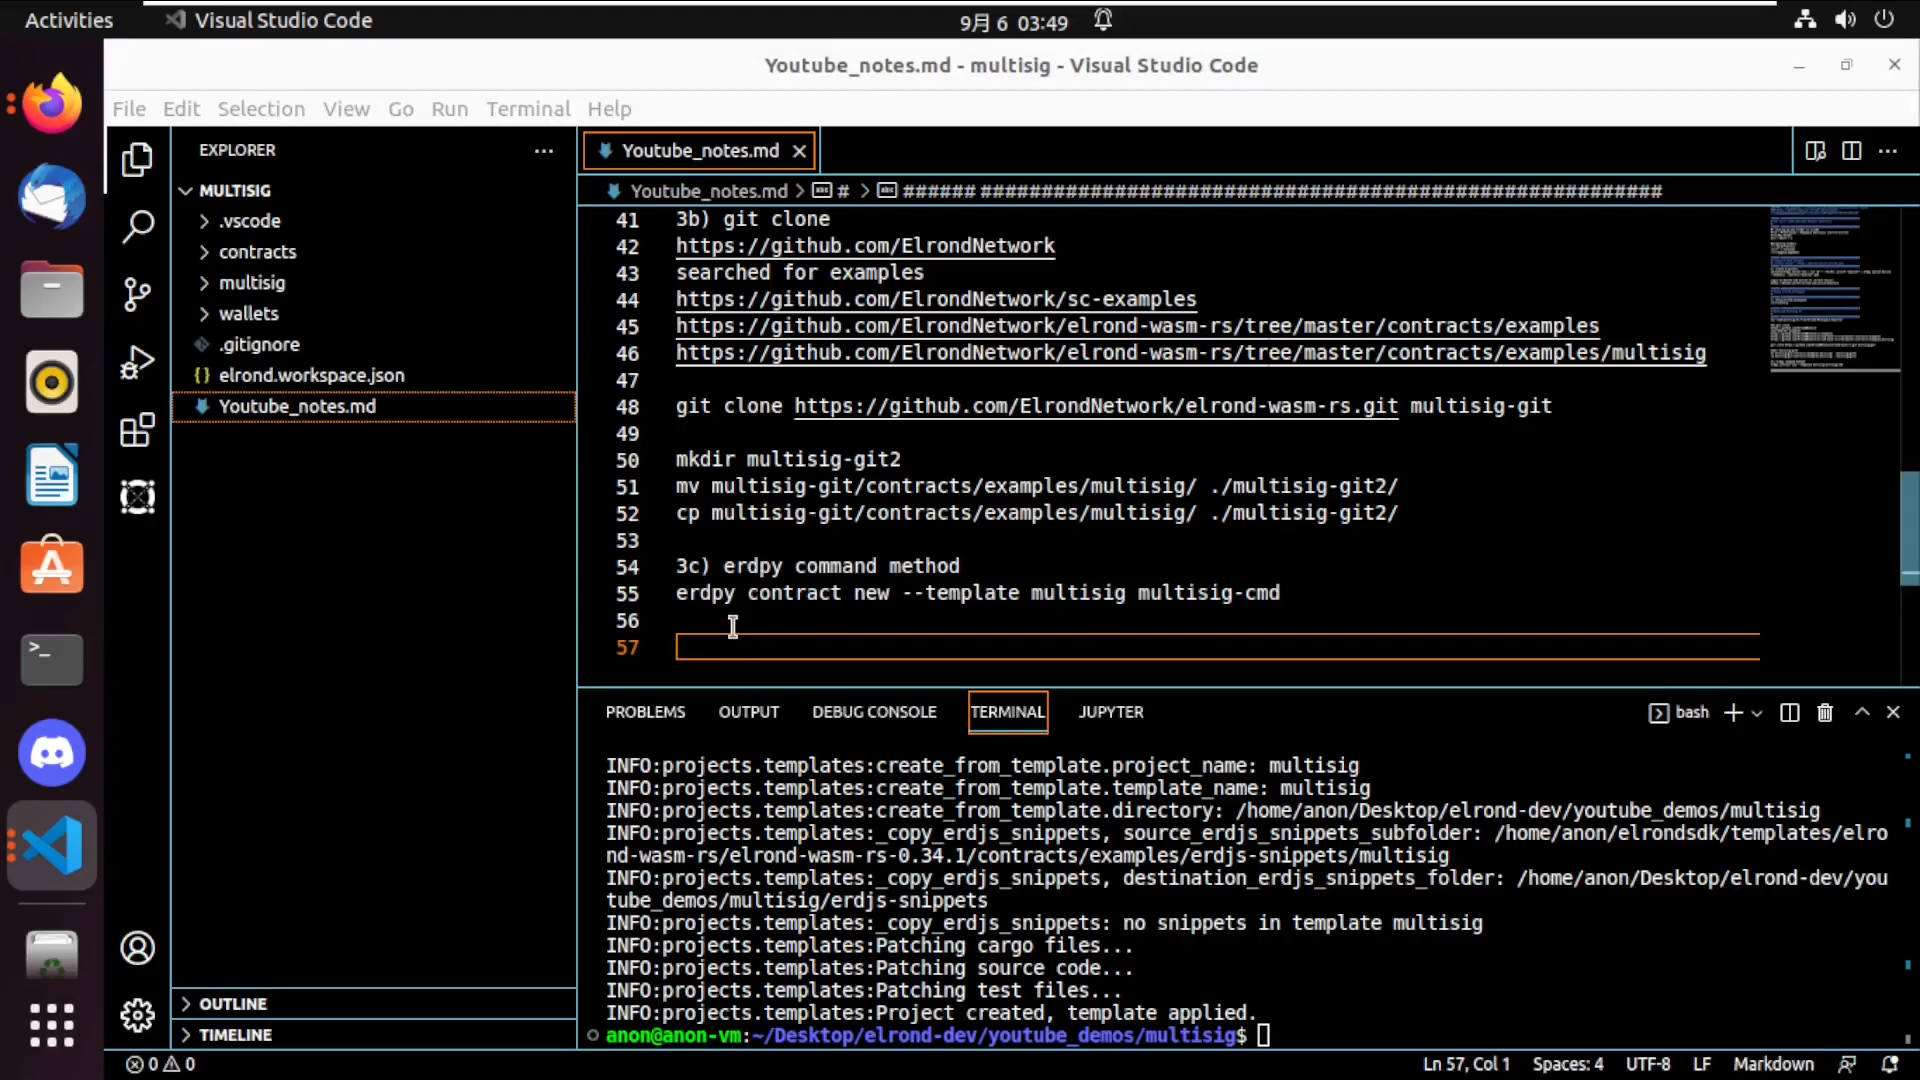 Activities
Visual Studio Code
9月 6 03:49
Youtube_notes.md - multisig - Visual Studio Code
File Edit Selection View Go Run Terminal Help
EXPLORER
MULTISIG
.vscode
contracts
multisig
wallets
.gitignore
elrond.workspace.json
Youtube_notes.md
OUTLINE
TIMELINE
Youtube_notes.md
Youtube_notes.md > # >
41 3b) git clone
42 https://github.com/ElrondNetwork
43 searched for examples
44 https://github.com/ElrondNetwork/sc-examples
45 https://github.com/ElrondNetwork/elrond-wasm-rs/tree/master/contracts/examples
46 https://github.com/ElrondNetwork/elrond-wasm-rs/tree/master/contracts/examples/multisig
47
48 git clone https://github.com/ElrondNetwork/elrond-wasm-rs.git multisig-git
49
50 mkdir multisig-git2
51 mv multisig-git/contracts/examples/multisig/ ./multisig-git2/
52 cp multisig-git/contracts/examples/multisig/ ./multisig-git2/
53
54 3c) erdpy command method
55 erdpy contract new --template multisig multisig-cmd
56
57
PROBLEMS OUTPUT DEBUG CONSOLE TERMINAL JUPYTER
bash
INFO:projects.templates:create_from_template.project_name: multisig
INFO:projects.templates:create_from_template.template_name: multisig
INFO:projects.templates:create_from_template.directory: /home/anon/Desktop/elrond-dev/youtube_demos/multisig
INFO:projects.templates:_copy_erdjs_snippets, source_erdjs_snippets_subfolder: /home/anon/elrondsdk/templates/elro
nd-wasm-rs/elrond-wasm-rs-0.34.1/contracts/examples/erdjs-snippets/multisig
INFO:projects.templates:_copy_erdjs_snippets, destination_erdjs_snippets_folder: /home/anon/Desktop/elrond-dev/you
tube_demos/multisig/erdjs-snippets
INFO:projects.templates:_copy_erdjs_snippets: no snippets in template multisig
INFO:projects.templates:Patching cargo files...
INFO:projects.templates:Patching source code...
INFO:projects.templates:Patching test files...
INFO:projects.templates:Project created, template applied.
anon@anon-vm:~/Desktop/elrond-dev/youtube_demos/multisig$
0 0
Ln 57, Col 1 Spaces: 4 UTF-8 LF Markdown